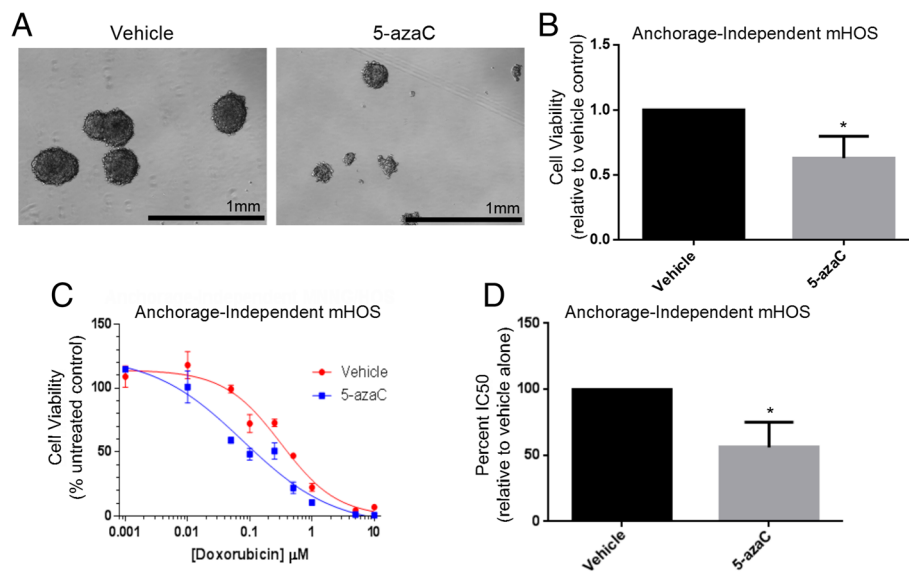 A
Vehicle
5-azaC
1mm
1mm
B
Anchorage-Independent mHOS
Cell Viability
(relative to vehicle control)
1.5
1.0
0.5
0.0
*
Vehicle
5-azaC
C
Anchorage-Independent mHOS
Cell Viability
(% untreated control)
150
100
50
0
Vehicle
5-azaC
0.001
0.01
0.1
1
10
[Doxorubicin] μM
D
Anchorage-Independent mHOS
Percent IC50
(relative to vehicle alone)
150
100
50
0
*
Vehicle
5-azaC